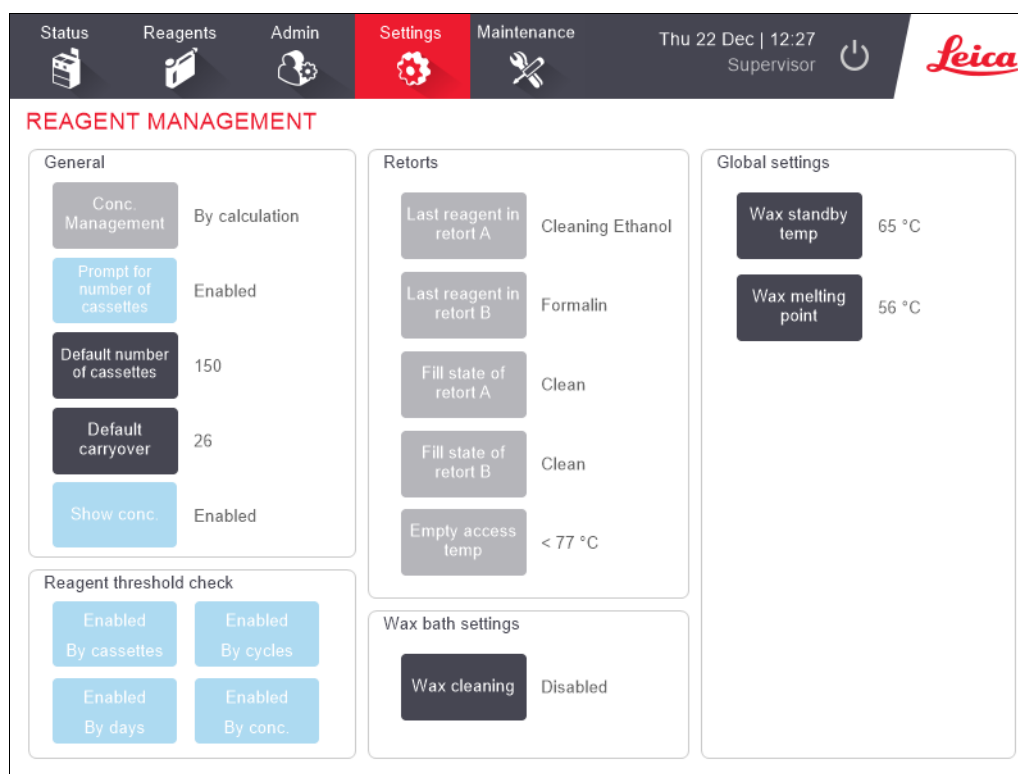 Status
Reagents
Admin
Settings
Maintenance
Thu 22 Dec | 12:27
Supervisor
Leica
REAGENT MANAGEMENT
General
Conc.
Management
By calculation
Prompt for
number of
cassettes
Enabled
Default number
of cassettes
150
Default
carryover
26
Show conc.
Enabled
Reagent threshold check
Enabled
By cassettes
Enabled
By cycles
Enabled
By days
Enabled
By conc.
Retorts
Last reagent in
retort A
Cleaning Ethanol
Last reagent in
retort B
Formalin
Fill state of
retort A
Clean
Fill state of
retort B
Clean
Empty access
temp
< 77 °C
Wax bath settings
Wax cleaning
Disabled
Global settings
Wax standby
temp
65 °C
Wax melting
point
56 °C